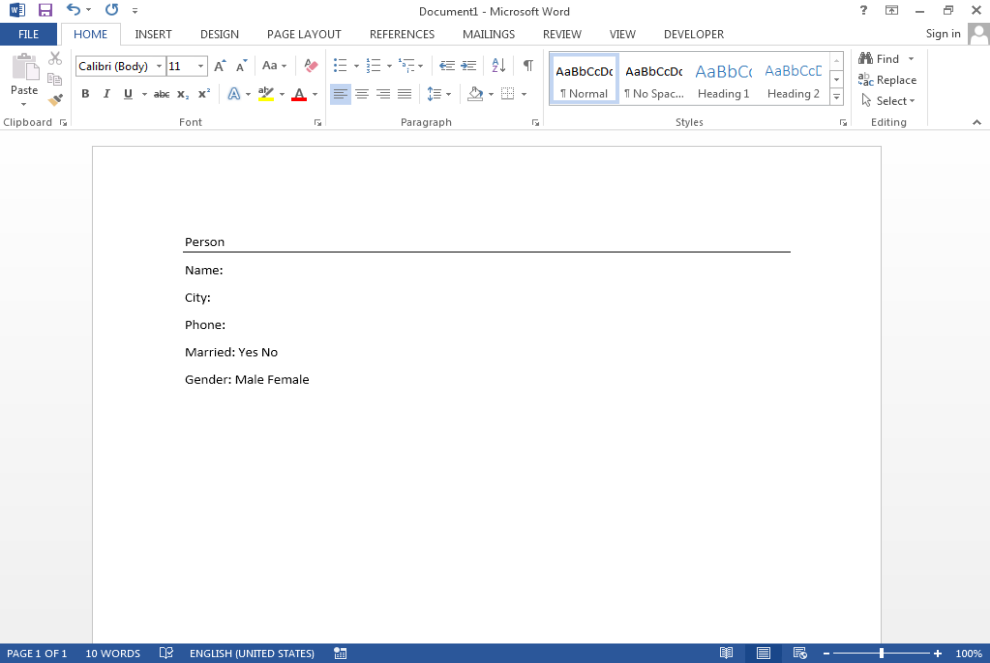 Document1 - Microsoft Word
?
FILE HOME INSERT DESIGN PAGE LAYOUT REFERENCES MAILINGS REVIEW VIEW DEVELOPER Sign in
Paste
Clipboard
Calibri (Body) 11 A A Aa
B I U abc X₂ X² A ab A
Font
A Z ¶
Paragraph
AaBbCcDc AaBbCcDc AaBbCc AaBbCcD
¶ Normal ¶ No Spac... Heading 1 Heading 2
Styles
Find
Replace
Select
Editing
Person
Name:
City:
Phone:
Married: Yes No
Gender: Male Female
PAGE 1 OF 1 10 WORDS ENGLISH (UNITED STATES) - + 100%